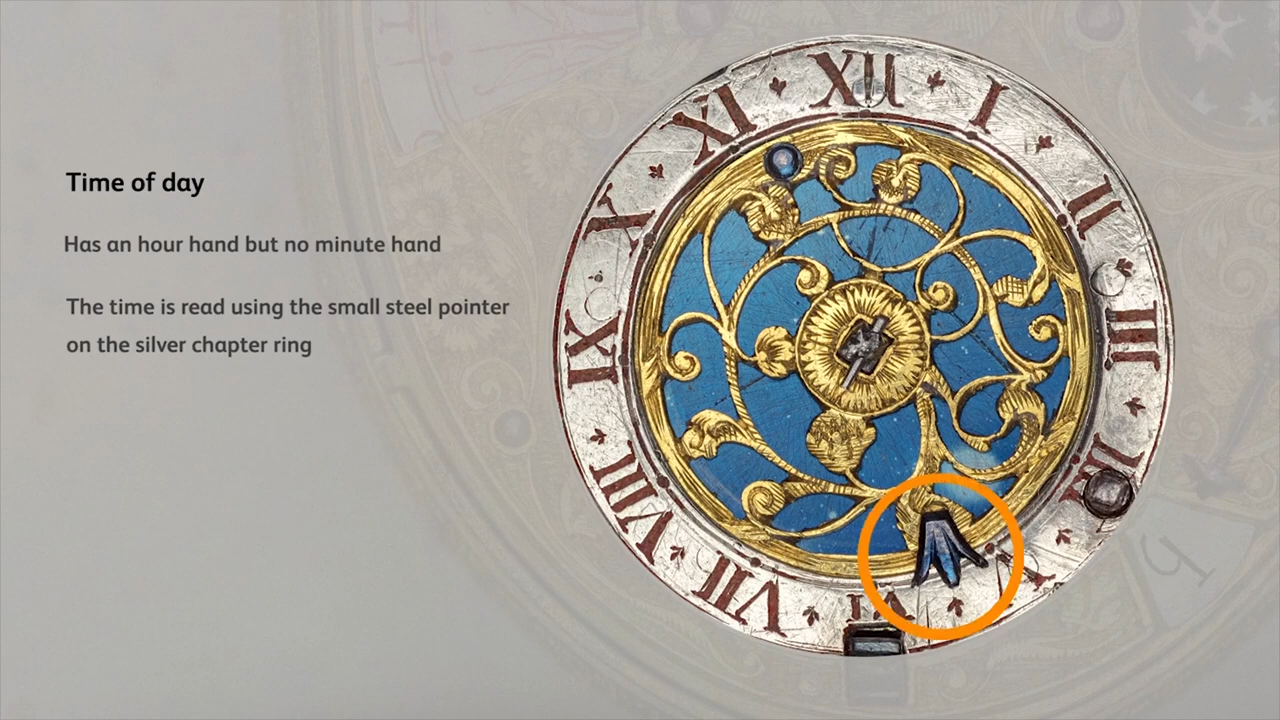 Time of day
Has an hour hand but no minute hand
The time is read using the small steel pointer
on the silver chapter ring
XII
I
II
III
IIII
V
VI
VII
VIII
IX
X
XI